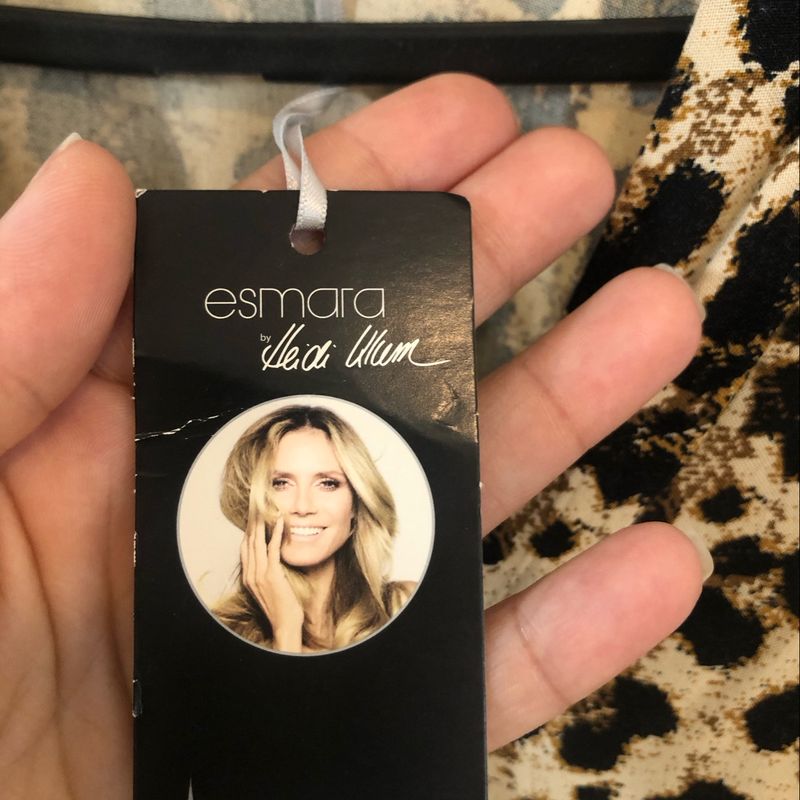 esmara
by
Heidi Klum